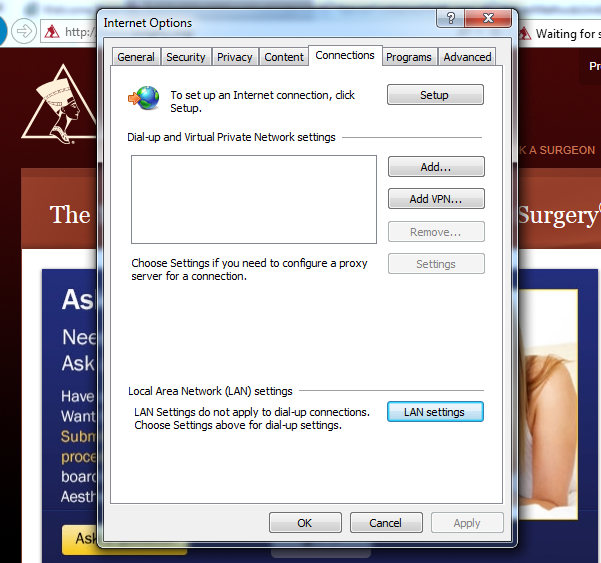 http://
Waiting for s
Internet Options
?
General
Security
Privacy
Content
Connections
Programs
Advanced
To set up an Internet connection, click
Setup.
Setup
Dial-up and Virtual Private Network settings
Add...
Add VPN...
Remove...
Settings
Choose Settings if you need to configure a proxy
server for a connection.
Local Area Network (LAN) settings
LAN Settings do not apply to dial-up connections.
Choose Settings above for dial-up settings.
LAN settings
OK
Cancel
Apply
Pr
K A SURGEON
The
Surgery
As
Nee
Ask
Have
Want
Subm
proce
board
Aesth
As